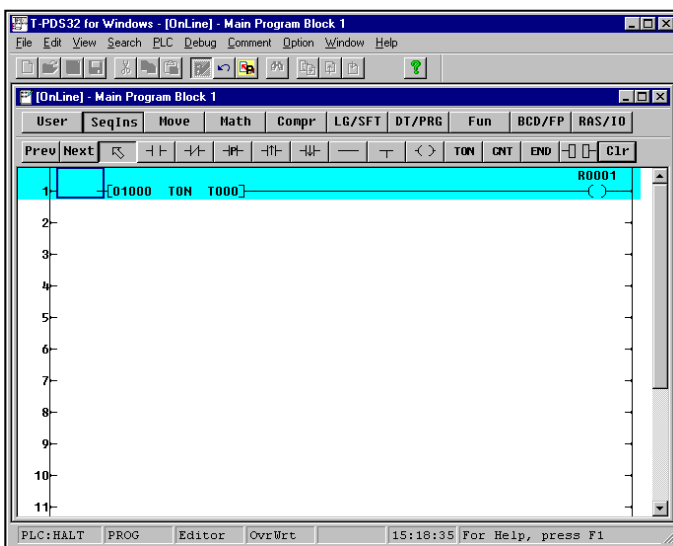 T-PDS32 for Windows - [OnLine] - Main Program Block 1
File Edit View Search PLC Debug Comment Option Window Help
[OnLine] - Main Program Block 1
User SeqIns Move Math Compr LG/SFT DT/PRG Fun BCD/FP RAS/IO
Prev Next P TON CNT END Clr
R0001
1 [01000 TON T000] ( )
2
3
4
5
6
7
8
9
10
11
PLC:HALT PROG Editor OvrWrt 15:18:35 For Help, press F1